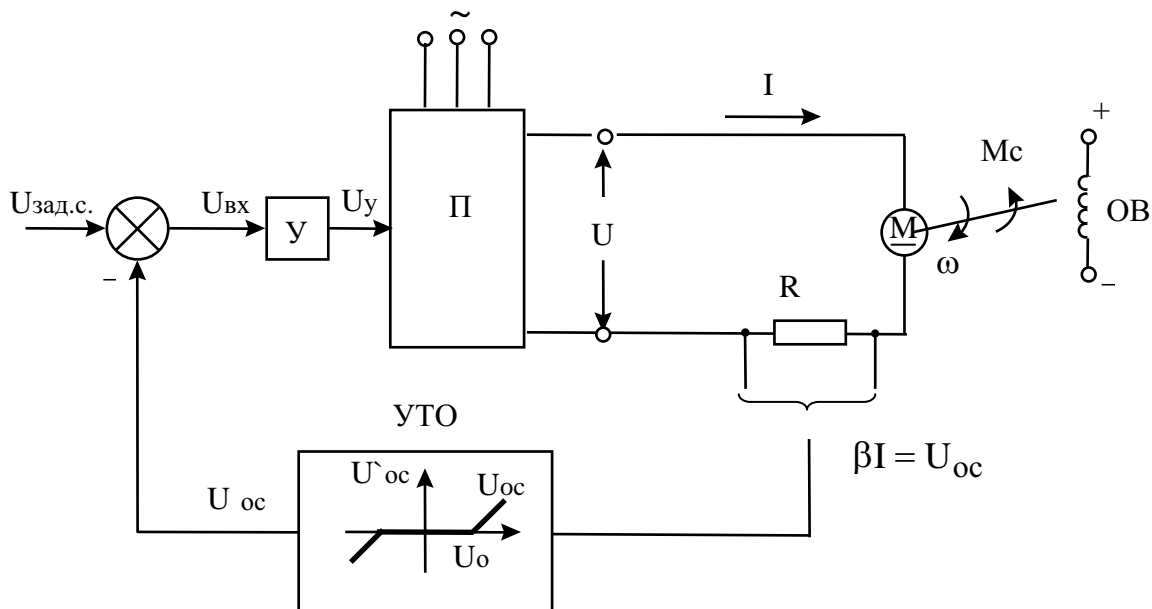 ~
I
+
Mc
Uзад.с.
Uвх
Uу
У
П
U
М
ОВ
ω
–
–
R
УТО
βI = Uос
U`ос
Uос
U ос
Uо